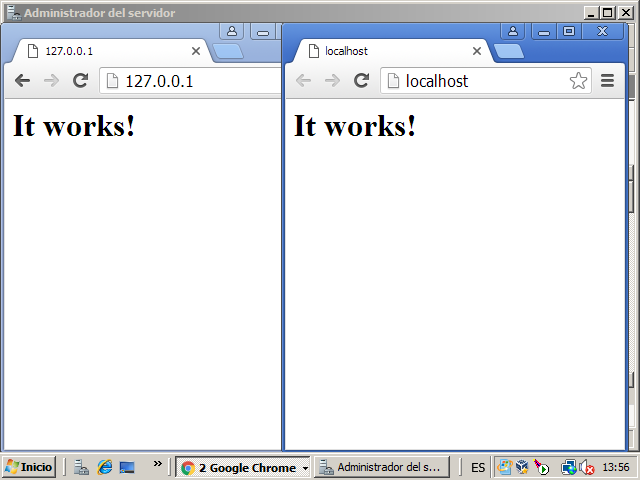 Administrador del servidor
127.0.0.1
localhost
127.0.0.1
localhost
It works!
It works!
Inicio
»
2 Google Chrome
Administrador del s...
ES
13:56